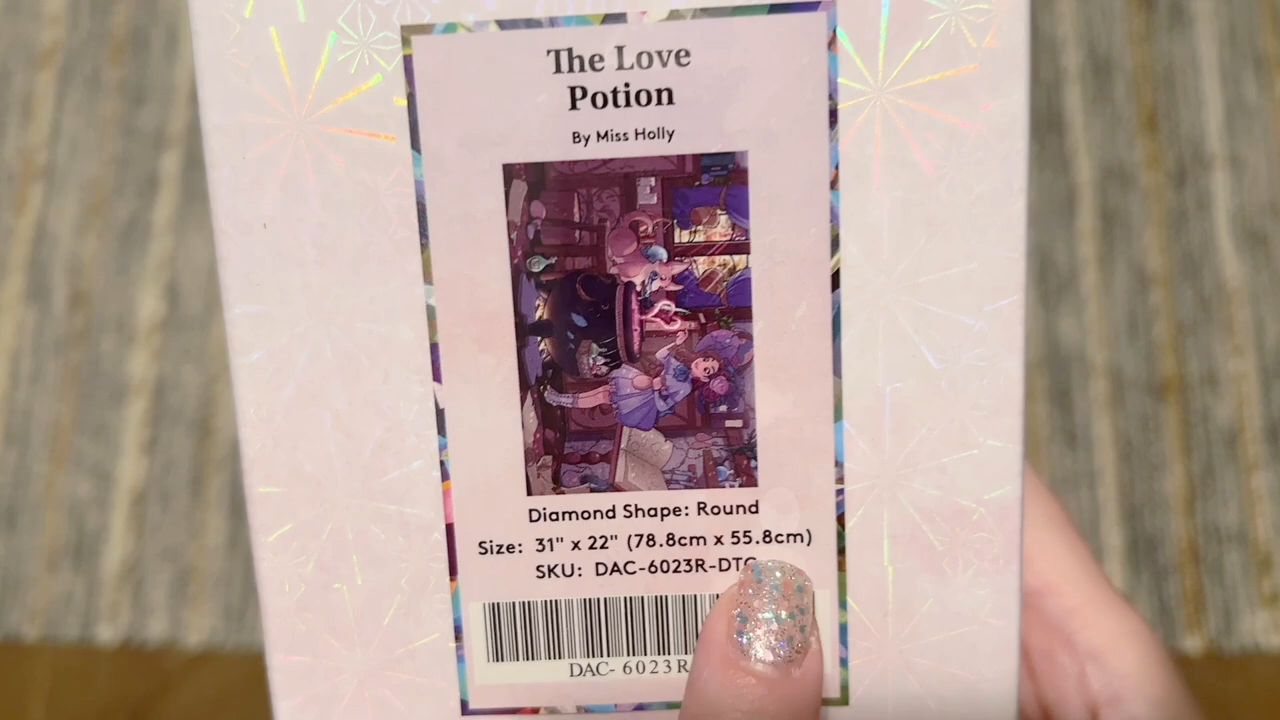 The Love
Potion
By Miss Holly
Diamond Shape: Round
Size: 31" x 22" (78.8cm x 55.8cm)
SKU: DAC-6023R-DTC
DAC- 6023R